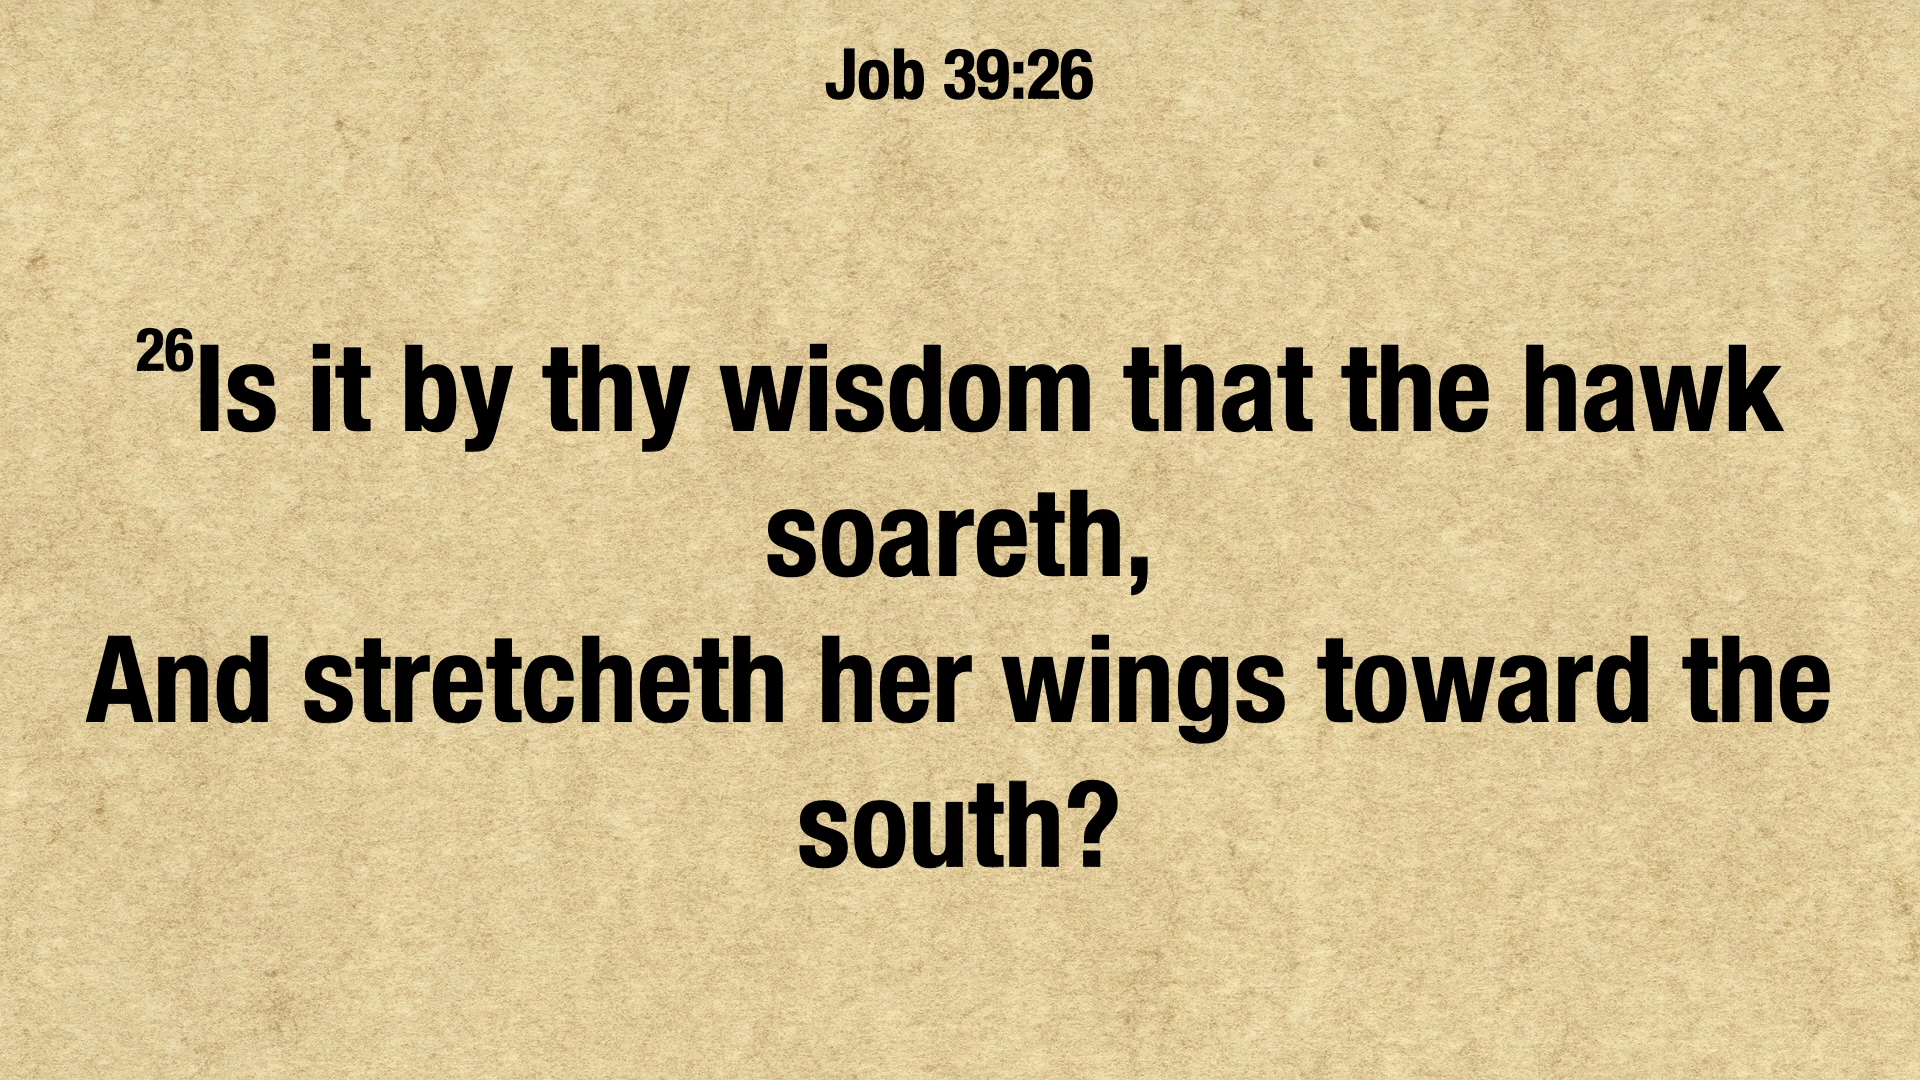 Job 39:26
26Is it by thy wisdom that the hawk
soareth,
And stretcheth her wings toward the
south?